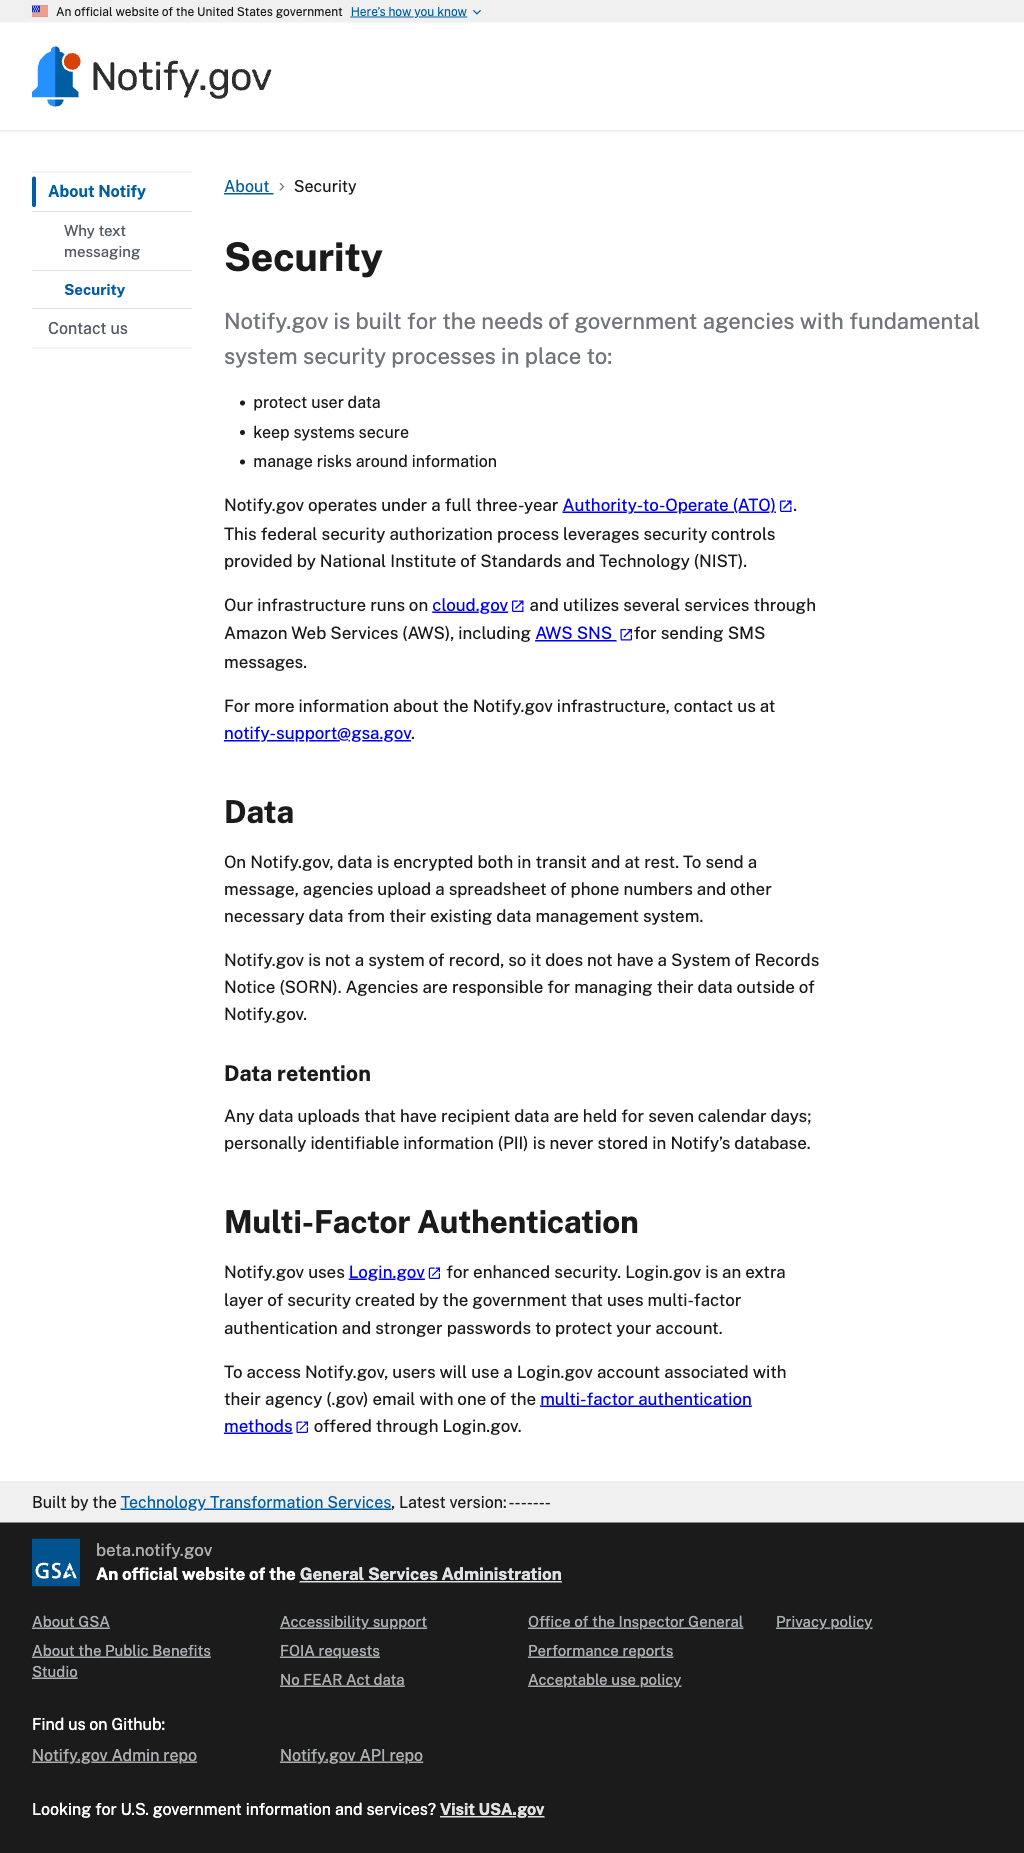 An official website of the United States government Here's how you know
Notify.gov
About Notify
Why text
messaging
Security
Contact us
About > Security
Security
Notify.gov is built for the needs of government agencies with fundamental
system security processes in place to:
• protect user data
• keep systems secure
• manage risks around information
Notify.gov operates under a full three-year Authority-to-Operate (ATO).
This federal security authorization process leverages security controls
provided by National Institute of Standards and Technology (NIST).
Our infrastructure runs on cloud.gov and utilizes several services through
Amazon Web Services (AWS), including AWS SNS for sending SMS
messages.
For more information about the Notify.gov infrastructure, contact us at
notify-support@gsa.gov.
Data
On Notify.gov, data is encrypted both in transit and at rest. To send a
message, agencies upload a spreadsheet of phone numbers and other
necessary data from their existing data management system.
Notify.gov is not a system of record, so it does not have a System of Records
Notice (SORN). Agencies are responsible for managing their data outside of
Notify.gov.
Data retention
Any data uploads that have recipient data are held for seven calendar days;
personally identifiable information (PII) is never stored in Notify’s database.
Multi-Factor Authentication
Notify.gov uses Login.gov for enhanced security. Login.gov is an extra
layer of security created by the government that uses multi-factor
authentication and stronger passwords to protect your account.
To access Notify.gov, users will use a Login.gov account associated with
their agency (.gov) email with one of the multi-factor authentication
methods offered through Login.gov.
Built by the Technology Transformation Services, Latest version: -------
GSA
beta.notify.gov
An official website of the General Services Administration
About GSA
About the Public Benefits
Studio
Accessibility support
FOIA requests
No FEAR Act data
Office of the Inspector General
Performance reports
Acceptable use policy
Privacy policy
Find us on Github:
Notify.gov Admin repo
Notify.gov API repo
Looking for U.S. government information and services? Visit USA.gov